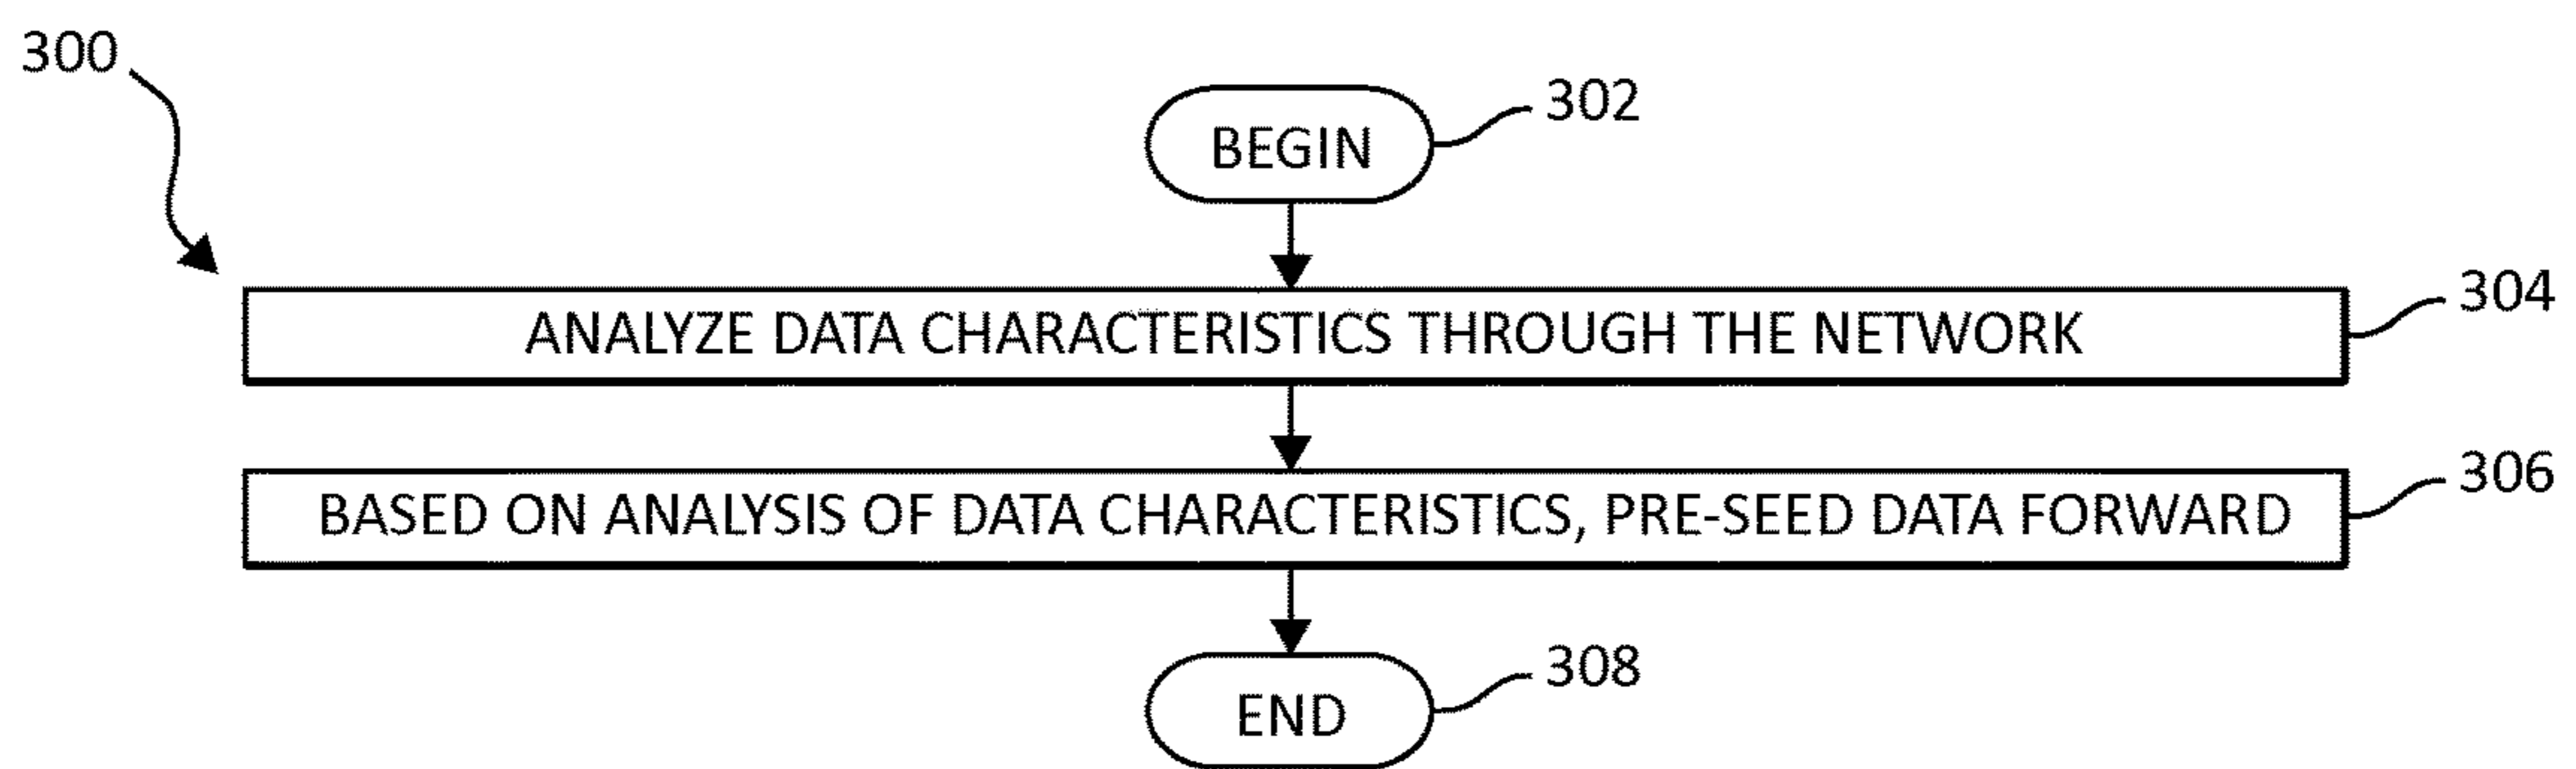 300
BEGIN
302
ANALYZE DATA CHARACTERISTICS THROUGH THE NETWORK
304
BASED ON ANALYSIS OF DATA CHARACTERISTICS, PRE-SEED DATA FORWARD
306
END
308